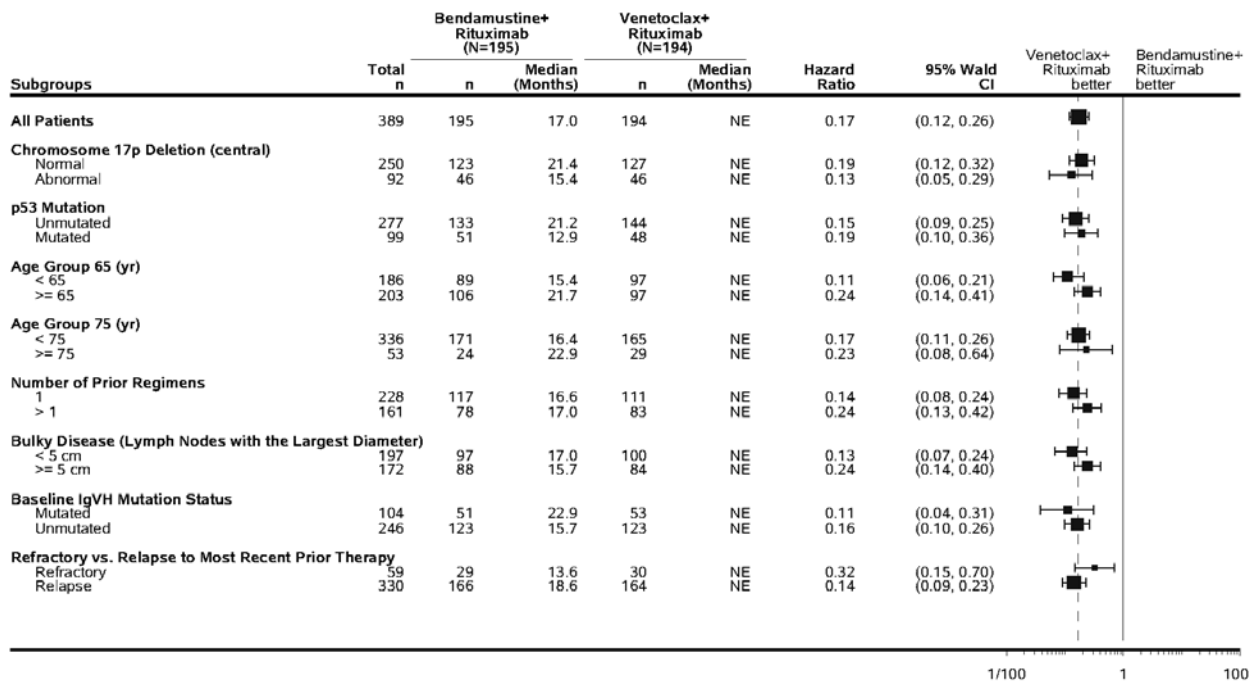 Bendamustine+ Venetoclax+
Rituximab Rituximab
(N=195) (N=194)
Venetoclax+ Bendamustine+
Total Median Median Hazard 95% Wald Rituximab Rituximab
Subgroups n n (Months) n (Months) Ratio CI better better
All Patients 389 195 17.0 194 NE 0.17 (0.12, 0.26)
Chromosome 17p Deletion (central)
Normal 250 123 21.4 127 NE 0.19 (0.12, 0.32)
Abnormal 92 46 15.4 46 NE 0.13 (0.05, 0.29)
p53 Mutation
Unmutated 277 133 21.2 144 NE 0.15 (0.09, 0.25)
Mutated 99 51 12.9 48 NE 0.19 (0.10, 0.36)
Age Group 65 (yr)
< 65 186 89 15.4 97 NE 0.11 (0.06, 0.21)
>= 65 203 106 21.7 97 NE 0.24 (0.14, 0.41)
Age Group 75 (yr)
< 75 336 171 16.4 165 NE 0.17 (0.11, 0.26)
>= 75 53 24 22.9 29 NE 0.23 (0.08, 0.64)
Number of Prior Regimens
1 228 117 16.6 111 NE 0.14 (0.08, 0.24)
> 1 161 78 17.0 83 NE 0.24 (0.13, 0.42)
Bulky Disease (Lymph Nodes with the Largest Diameter)
< 5 cm 197 97 17.0 100 NE 0.13 (0.07, 0.24)
>= 5 cm 172 88 15.7 84 NE 0.24 (0.14, 0.40)
Baseline IgVH Mutation Status
Mutated 104 51 22.9 53 NE 0.11 (0.04, 0.31)
Unmutated 246 123 15.7 123 NE 0.16 (0.10, 0.26)
Refractory vs. Relapse to Most Recent Prior Therapy
Refractory 59 29 13.6 30 NE 0.32 (0.15, 0.70)
Relapse 330 166 18.6 164 NE 0.14 (0.09, 0.23)
1/100 1 100